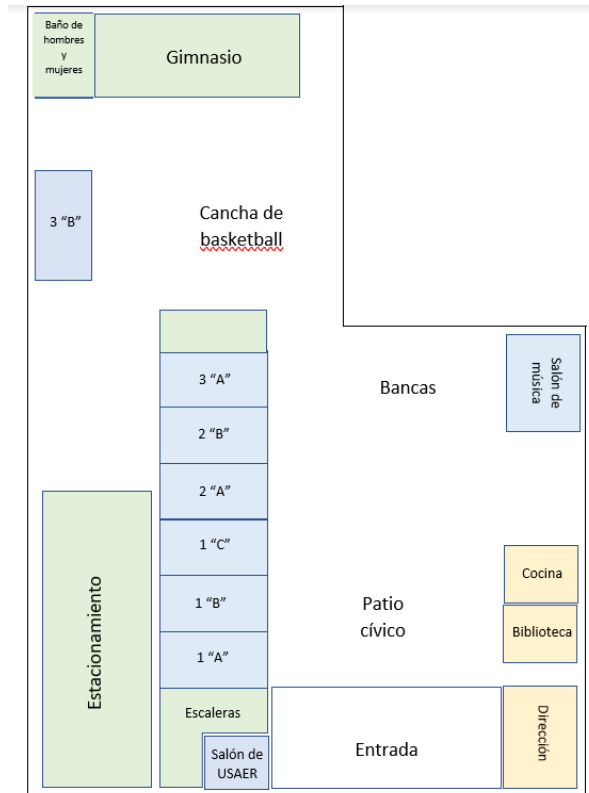 Baño de
hombres
y
mujeres
Gimnasio
3 “B”
Cancha de
basketball
3 “A”
Bancas
Salón de
música
2 “B”
2 “A”
1 “C”
Cocina
Estacionamiento
1 “B”
Patio
cívico
Biblioteca
1 “A”
Escaleras
Salón de
USAER
Entrada
Dirección